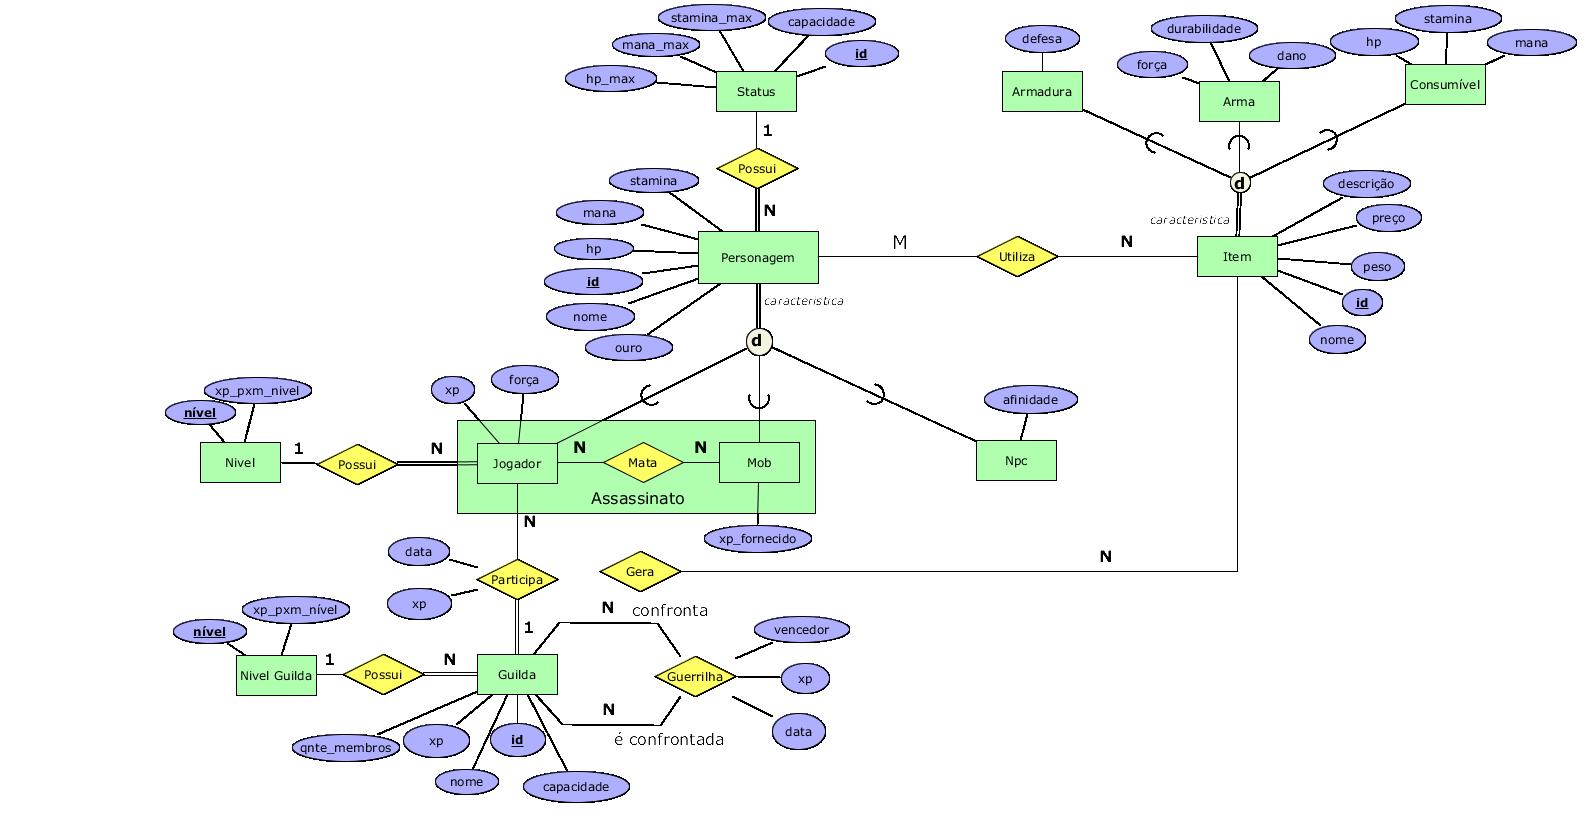 stamina_max
capacidade
mana_max
id
hp_max
Status
1
Possui
N
stamina
mana
hp
id
nome
ouro
Personagem
M
Utiliza
N
característica
d
defesa
Armadura
durabilidade
força
dano
Arma
stamina
hp
mana
Consumível
d
característica
descrição
preço
peso
id
nome
Item
xp_pxm_nivel
nível
Nivel
1
Possui
N
xp
força
Jogador
N
Mata
N
Mob
Assassinato
xp_fornecido
afinidade
Npc
N
data
xp
Participa
1
Gera
N
xp_pxm_nível
nível
Nivel Guilda
1
Possui
N
Guilda
N
confronta
Guerrilha
N
é confrontada
vencedor
xp
data
qnte_membros
xp
id
nome
capacidade